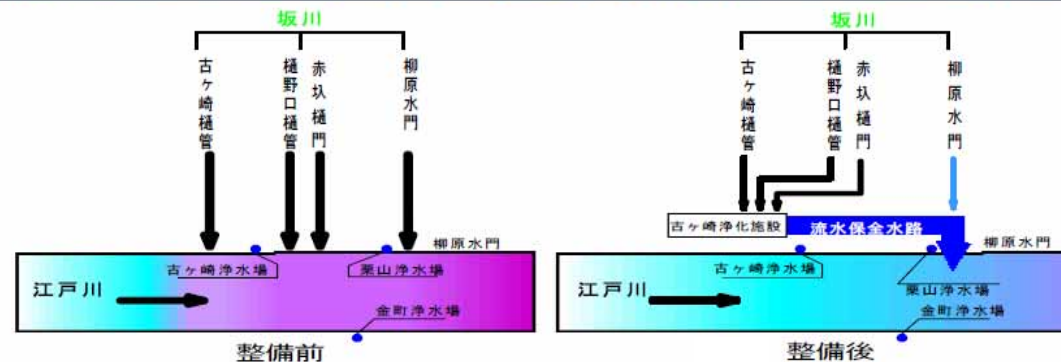 坂川
古ヶ崎樋管
樋野口樋管
赤圦樋門
柳原水門
柳原水門
古ヶ崎浄水場
栗山浄水場
江戸川
金町浄水場
整備前
坂川
古ヶ崎樋管
樋野口樋管
赤圦樋門
柳原水門
古ヶ崎浄化施設
流水保全水路
柳原水門
古ヶ崎浄水場
栗山浄水場
江戸川
金町浄水場
整備後